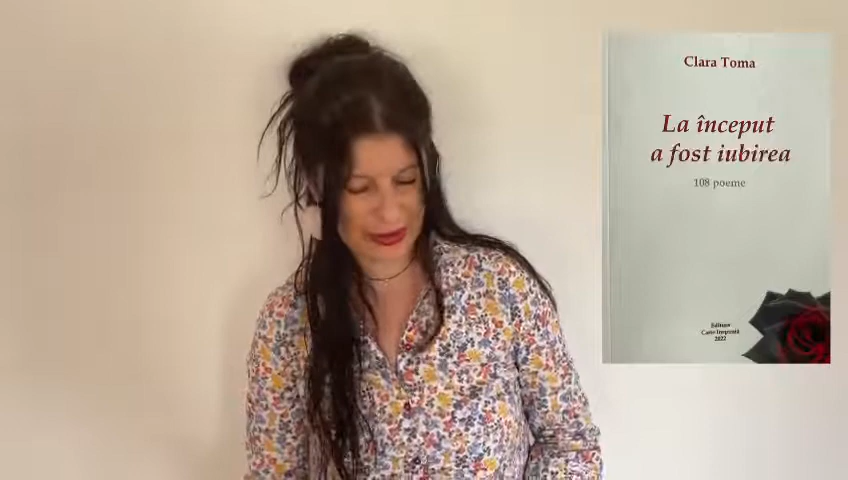 Clara Toma
La început
a fost iubirea
108 poeme
Editura
2022